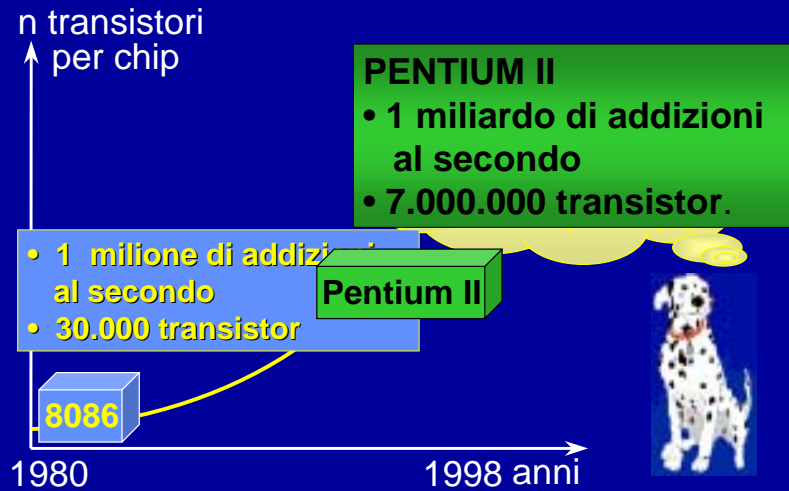 n transistori
per chip
PENTIUM II
• 1 miliardo di addizioni
al secondo
• 7.000.000 transistor.
• 1 milione di addizioni
al secondo
• 30.000 transistor
Pentium II
8086
1980
1998 anni